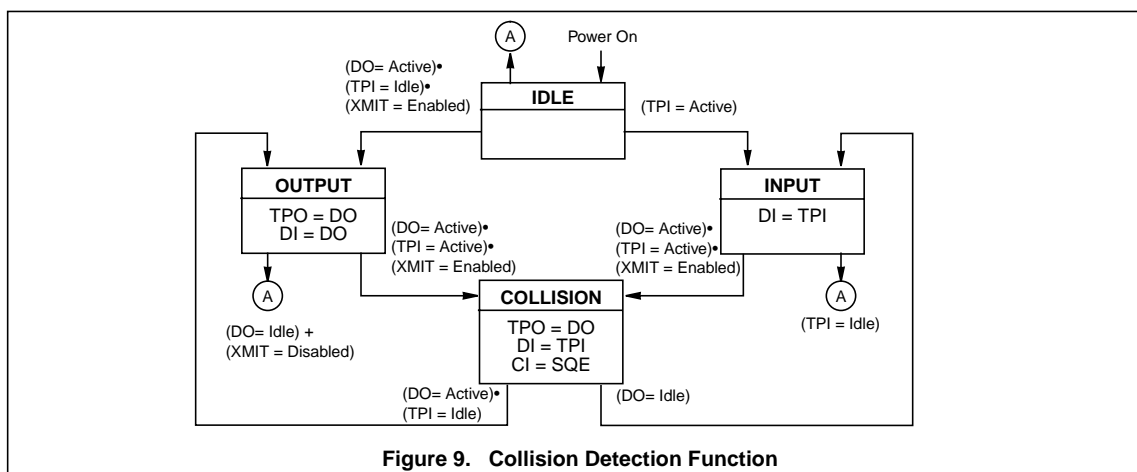 A
Power On
(DO= Active)•
(TPI = Idle)•
(XMIT = Enabled)
IDLE
(TPI = Active)
OUTPUT
TPO = DO
DI = DO
INPUT
DI = TPI
(DO= Active)•
(TPI = Active)•
(XMIT = Enabled)
(DO= Active)•
(TPI = Active)•
(XMIT = Enabled)
A
(DO= Idle) +
(XMIT = Disabled)
COLLISION
TPO = DO
DI = TPI
CI = SQE
A
(TPI = Idle)
(DO= Active)•
(TPI = Idle)
(DO= Idle)
Figure 9. Collision Detection Function